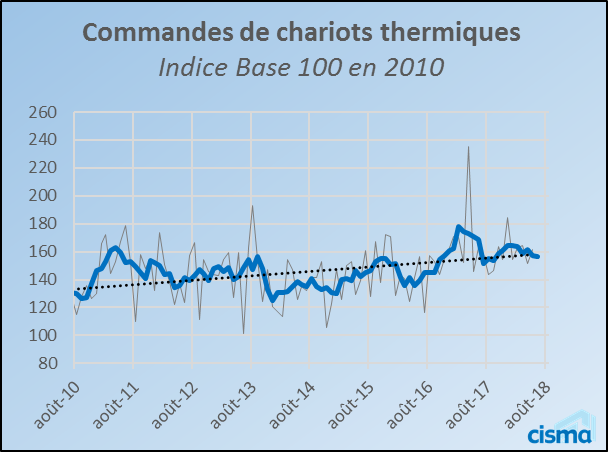 Commandes de chariots thermiques
Indice Base 100 en 2010
260
240
220
200
180
160
140
120
100
80
août-10
août-11
août-12
août-13
août-14
août-15
août-16
août-17
août-18
cisma